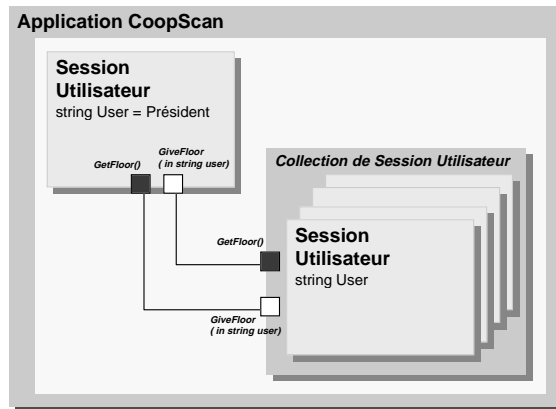 Application CoopScan
Session
Utilisateur
string User = Président
GiveFloor
( in string user)
GetFloor()
Collection de Session Utilisateur
GetFloor()
Session
Utilisateur
string User
GiveFloor
( in string user)